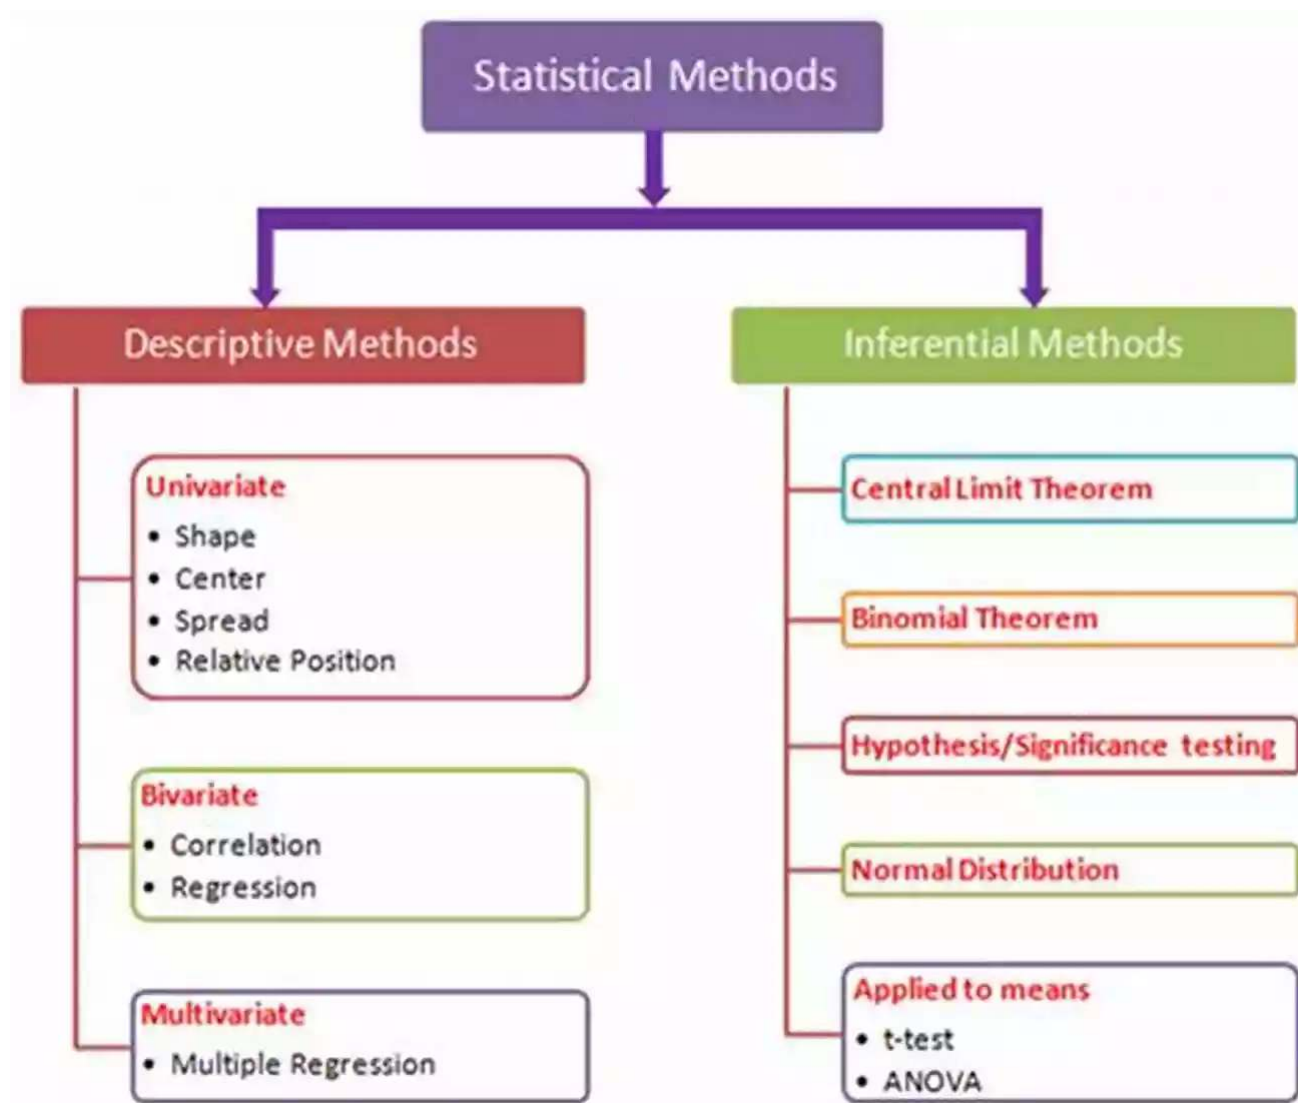 Statistical Methods
Descriptive Methods
Univariate
• Shape
• Center
• Spread
• Relative Position
Bivariate
• Correlation
• Regression
Multivariate
• Multiple Regression
Inferential Methods
Central Limit Theorem
Binomial Theorem
Hypothesis/Significance testing
Normal Distribution
Applied to means
• t-test
• ANOVA